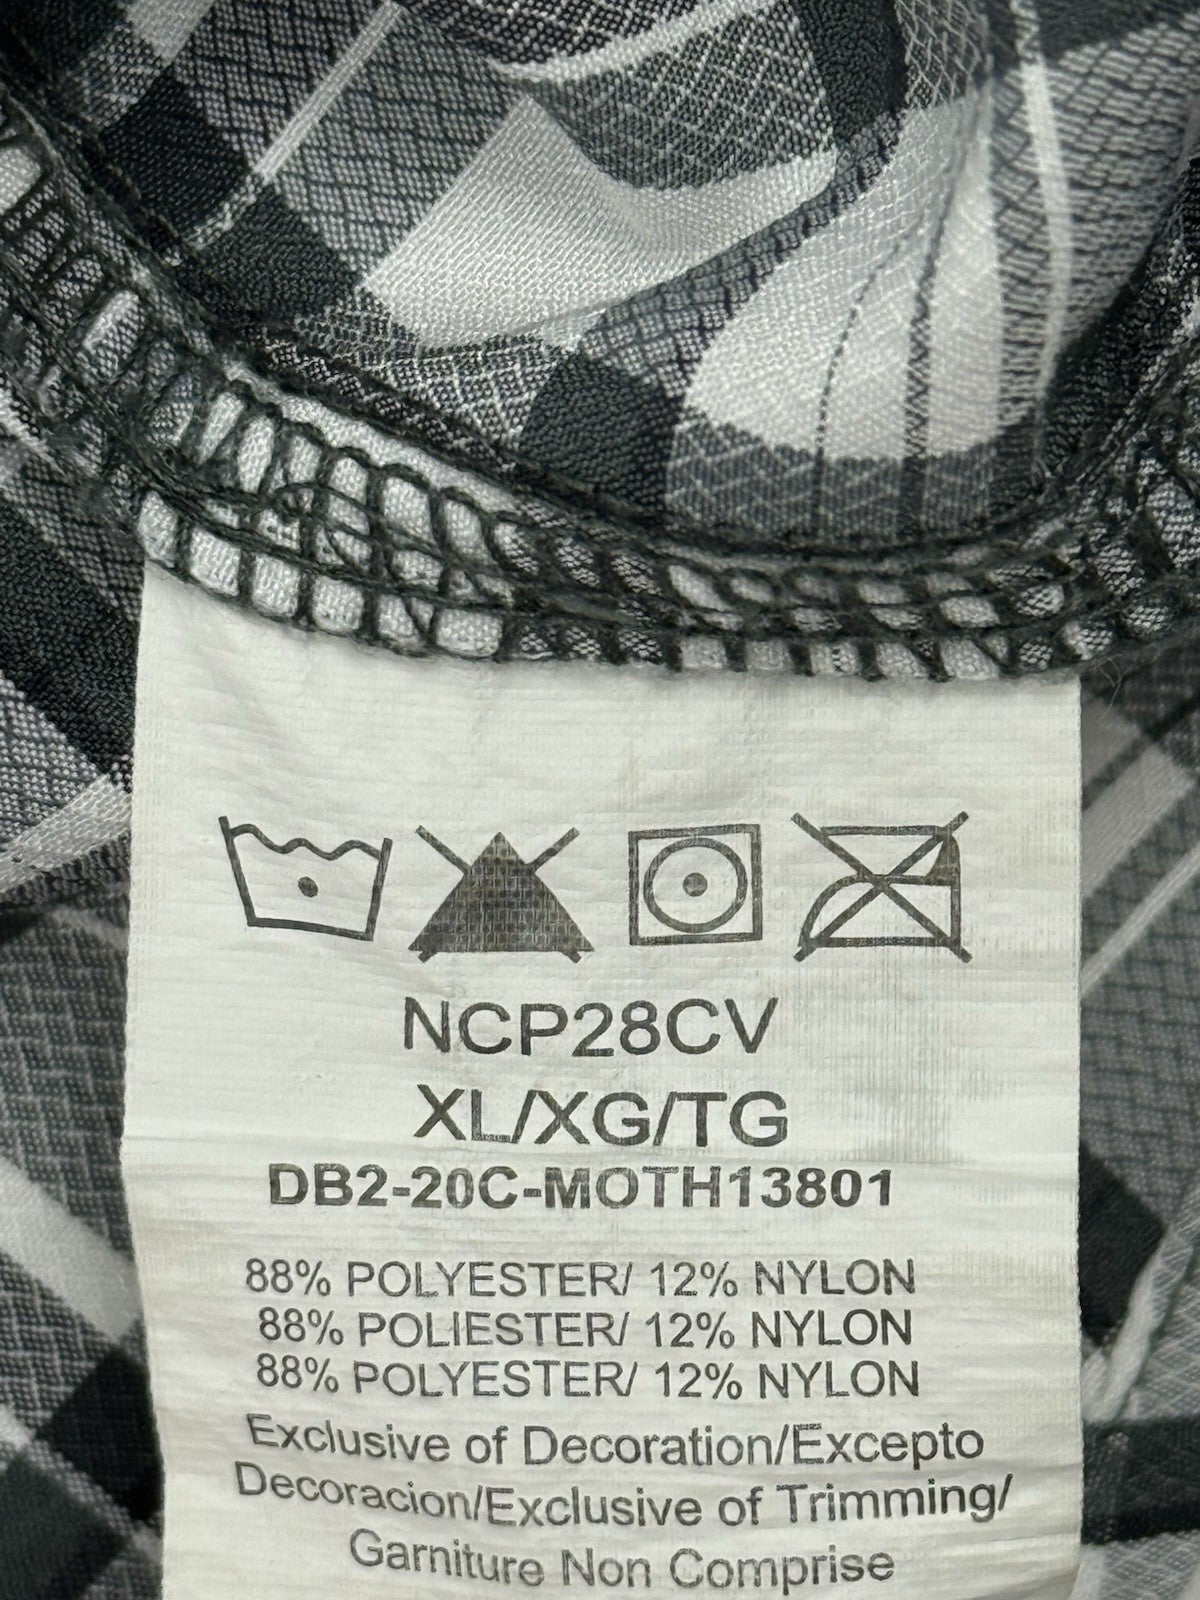 NCP28CV
XL/XG/TG
DB2-20C-MOTH13801
88% POLYESTER/ 12% NYLON
88% POLIESTER/ 12% NYLON
88% POLYESTER/ 12% NYLON
Exclusive of Decoration/Excepto
Decoracion/Exclusive of Trimming/
Garniture Non Comprise